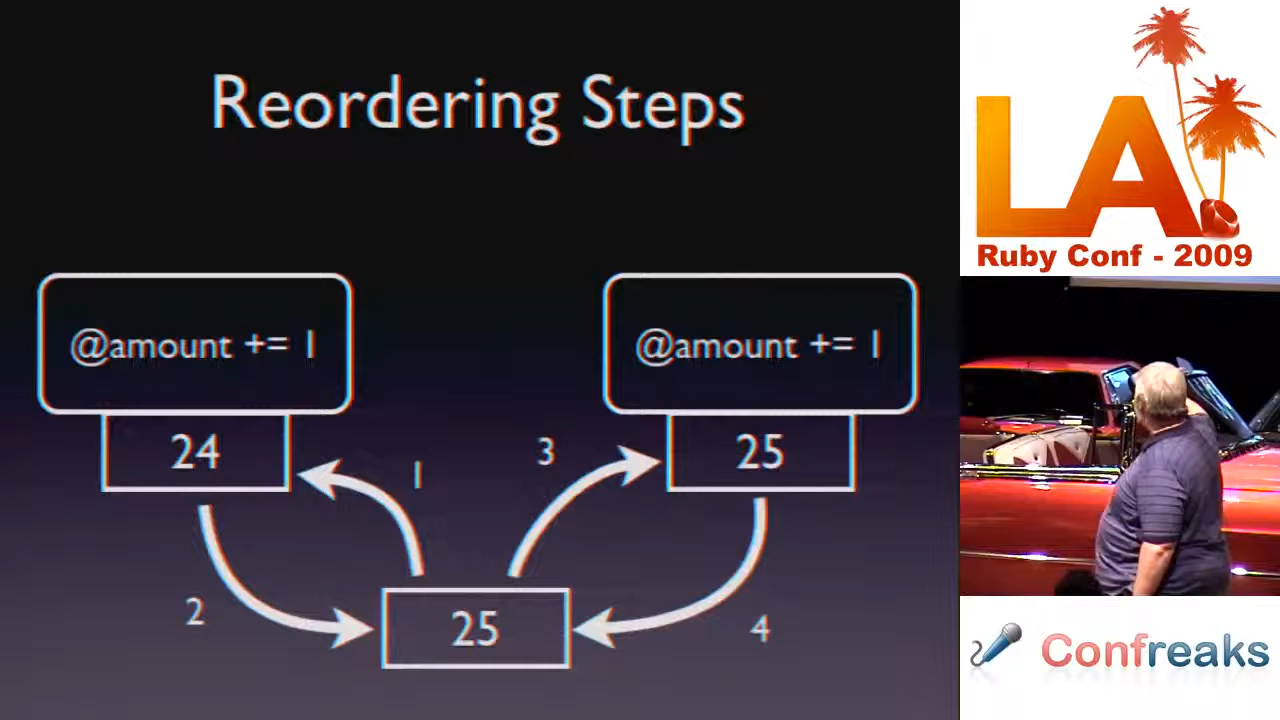 Reordering Steps
@amount += 1
@amount += 1
24
25
1
3
2
25
4
LA
Ruby Conf - 2009
Confreaks